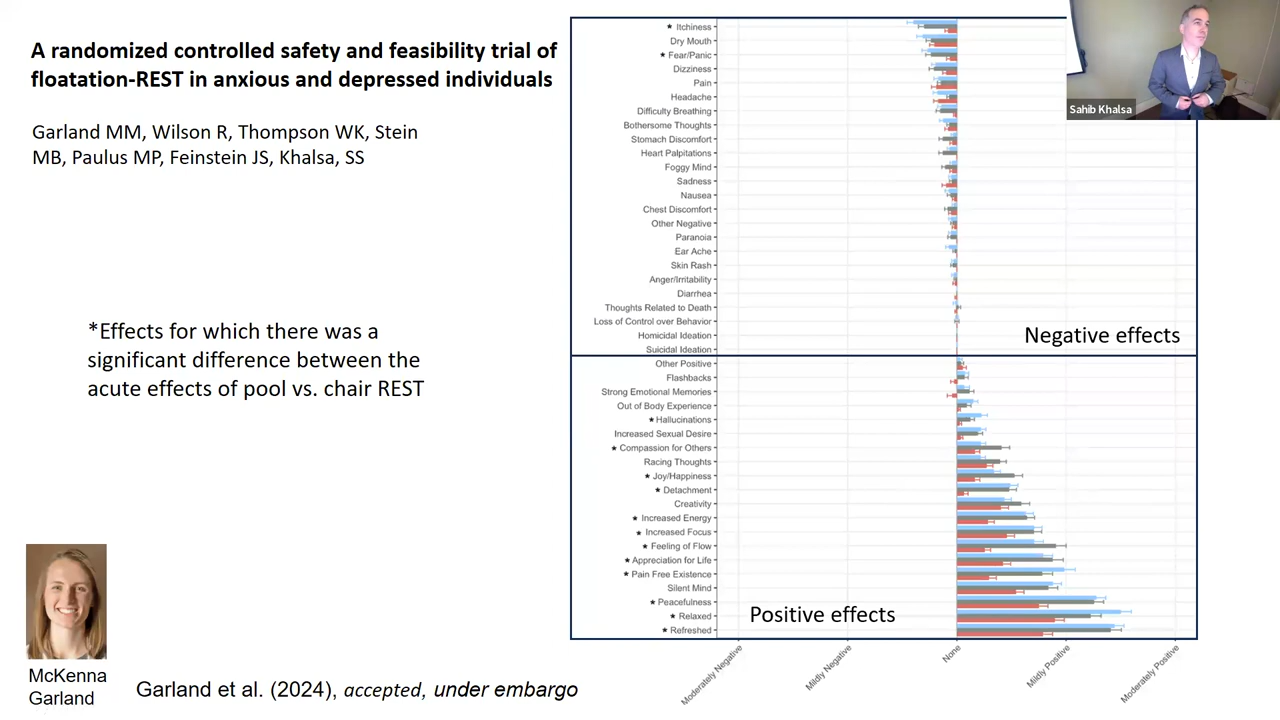 A randomized controlled safety and feasibility trial of
floatation-REST in anxious and depressed individuals
Garland MM, Wilson R, Thompson WK, Stein
MB, Paulus MP, Feinstein JS, Khalsa, SS
*Effects for which there was a
significant difference between the
acute effects of pool vs. chair REST
McKenna
Garland
Garland et al. (2024), accepted, under embargo
★ Itchiness
Dry Mouth
★ Fear/Panic
Dizziness
Pain
Headache
Difficulty Breathing
Bothersome Thoughts
Stomach Discomfort
Heart Palpitations
Foggy Mind
Sadness
Nausea
Chest Discomfort
Other Negative
Paranoia
Ear Ache
Skin Rash
Anger/Irritability
Diarrhea
Thoughts Related to Death
Loss of Control over Behavior
Homicidal Ideation
Suicidal Ideation
Negative effects
Other Positive
Flashbacks
Strong Emotional Memories
Out of Body Experience
★ Hallucinations
Increased Sexual Desire
★ Compassion for Others
Racing Thoughts
★ Joy/Happiness
★ Detachment
Creativity
★ Increased Energy
★ Increased Focus
★ Feeling of Flow
★ Appreciation for Life
★ Pain Free Existence
Silent Mind
★ Peacefulness
★ Relaxed
★ Refreshed
Positive effects
Moderately Negative
Mildly Negative
None
Mildly Positive
Moderately Positive
Sahib Khalsa